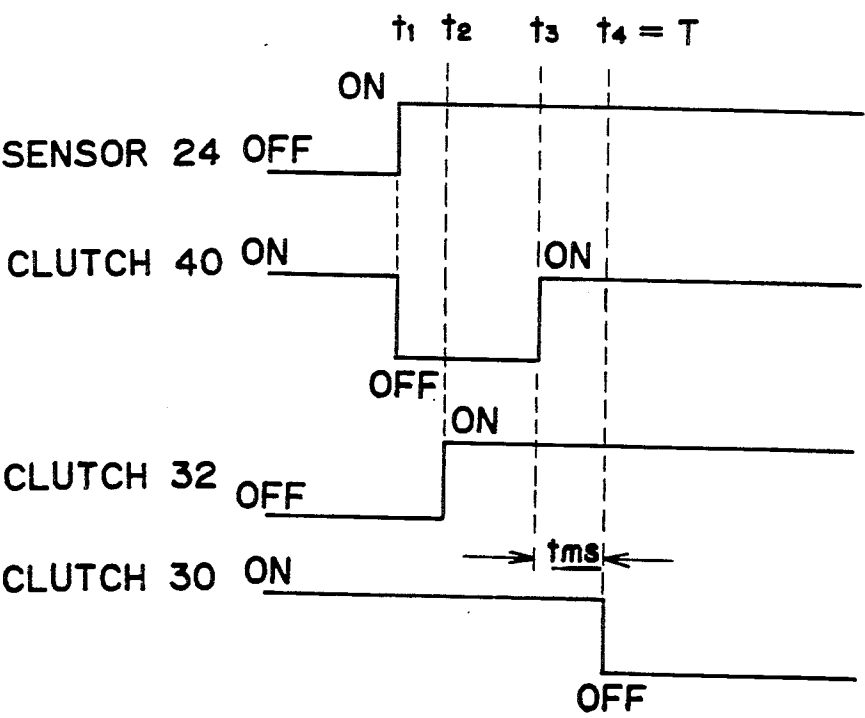 t1 t2 t3 t4 = T
ON
SENSOR 24 OFF
CLUTCH 40 ON ON
OFF
ON
CLUTCH 32 OFF
tms
CLUTCH 30 ON
OFF